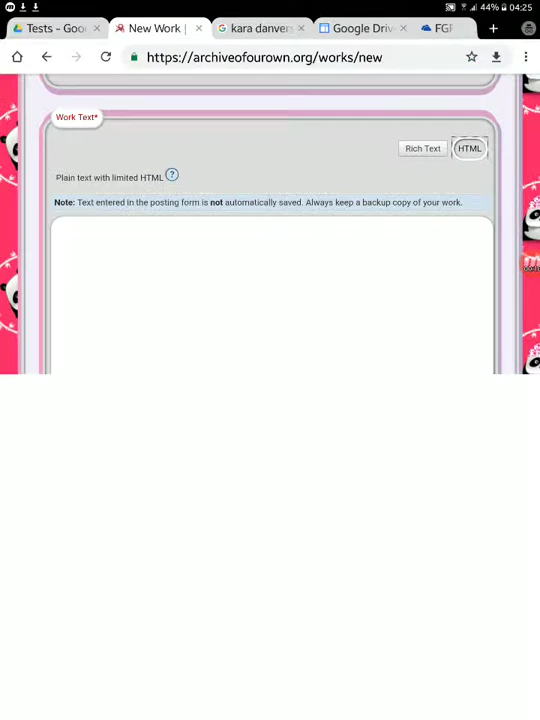 44% 04:25
Tests - Goo
New Work |
kara danver
Google Driv
FGF
https://archiveofourown.org/works/new
Work Text*
Rich Text
HTML
Plain text with limited HTML ?
Note: Text entered in the posting form is not automatically saved. Always keep a backup copy of your work.